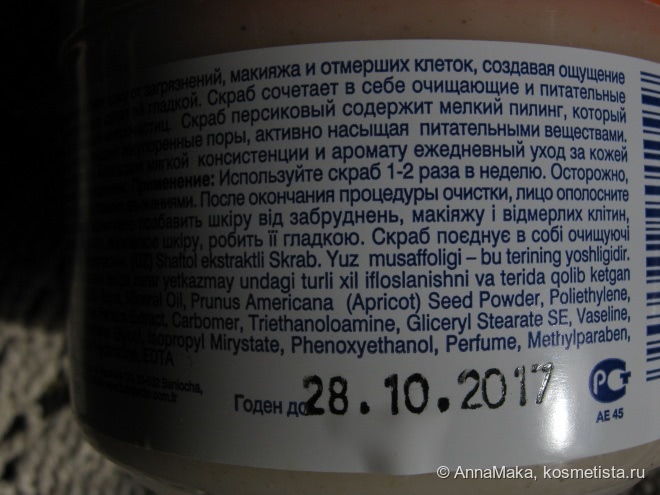 загрязнений, макияжа и отмерших клеток, создавая ощущение
гладкой. Скраб сочетает в себе очищающие и питательные
Скраб персиковый содержит мелкий пилинг, который
поры, активно насыщая питательными веществами.
мягкой консистенции и аромату ежедневный уход за кожей
Применение: Используйте скраб 1-2 раза в неделю. Осторожно,
После окончания процедуры очистки, лицо ополосните
шкіру від забруднень, макіяжу і відмерлих клітин,
шкіру, робить її гладкою. Скраб поєднує в собі очищуючі
Shaftol ekstraktli Skrab. Yuz musaffoligi – bu terining yoshligidir.
yetkazmay undagi turli xil ifloslanishni va terida qolib ketgan
Oil, Prunus Americana (Apricot) Seed Powder, Poliethylene,
Carbomer, Triethanoloamine, Gliceryl Stearate SE, Vaseline,
Isopropyl Mirystate, Phenoxyethanol, Perfume, Methylparaben,
EDTA
Годен до 28.10.2017
РСТ
АЕ 45
© AnnaMaka, kosmetista.ru